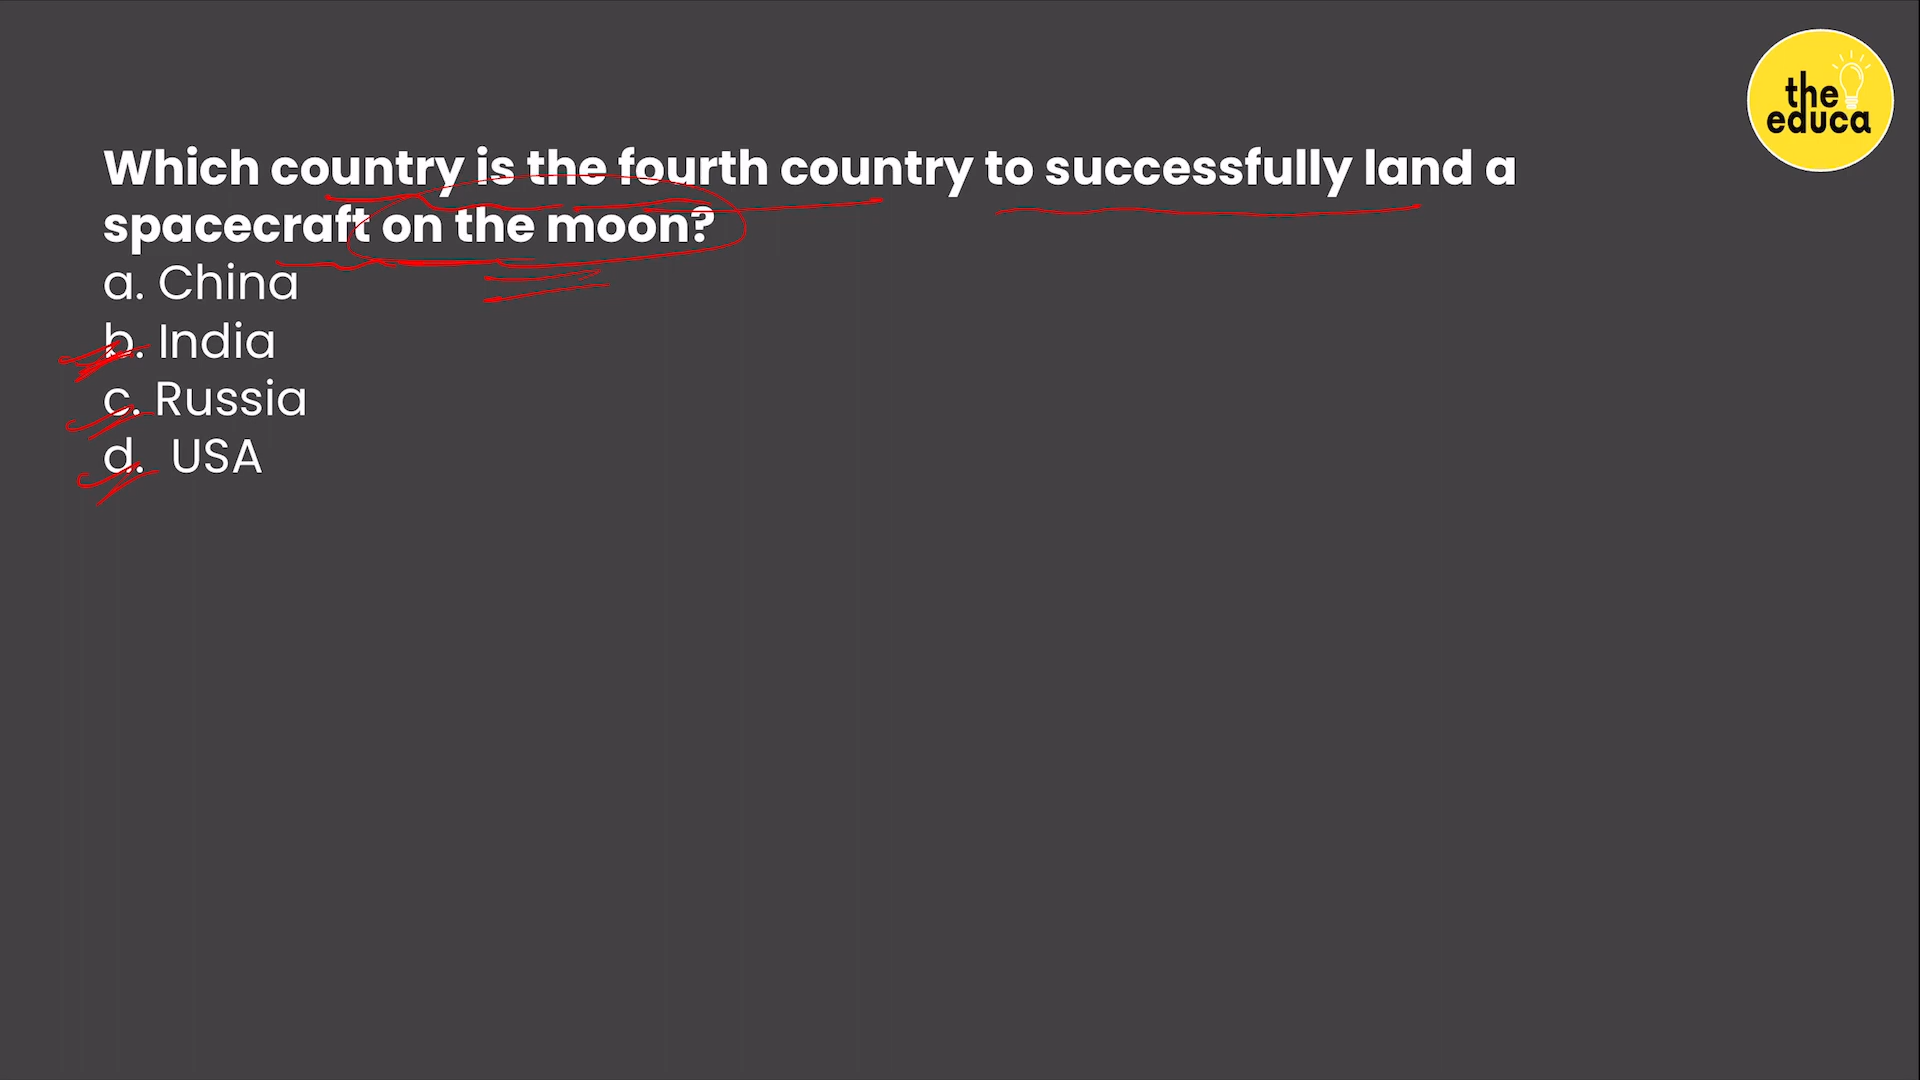 the
educa
Which country is the fourth country to successfully land a
spacecraft on the moon?
a. China
b. India
c. Russia
d. USA